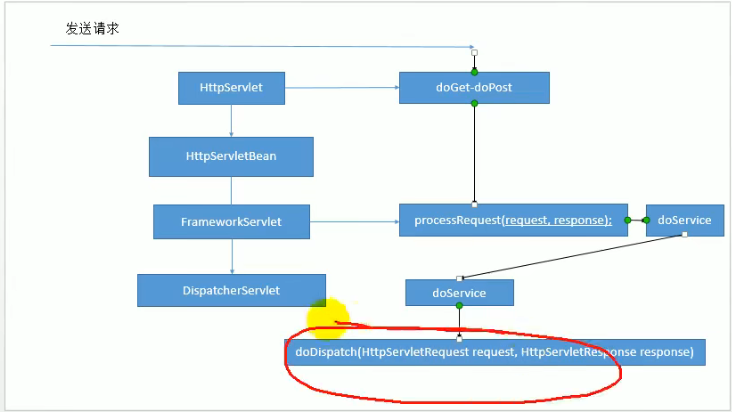 发送请求
HttpServlet
doGet-doPost
HttpServletBean
FrameworkServlet
processRequest(request, response);
doService
DispatcherServlet
doService
doDispatch(HttpServletRequest request, HttpServletResponse response)